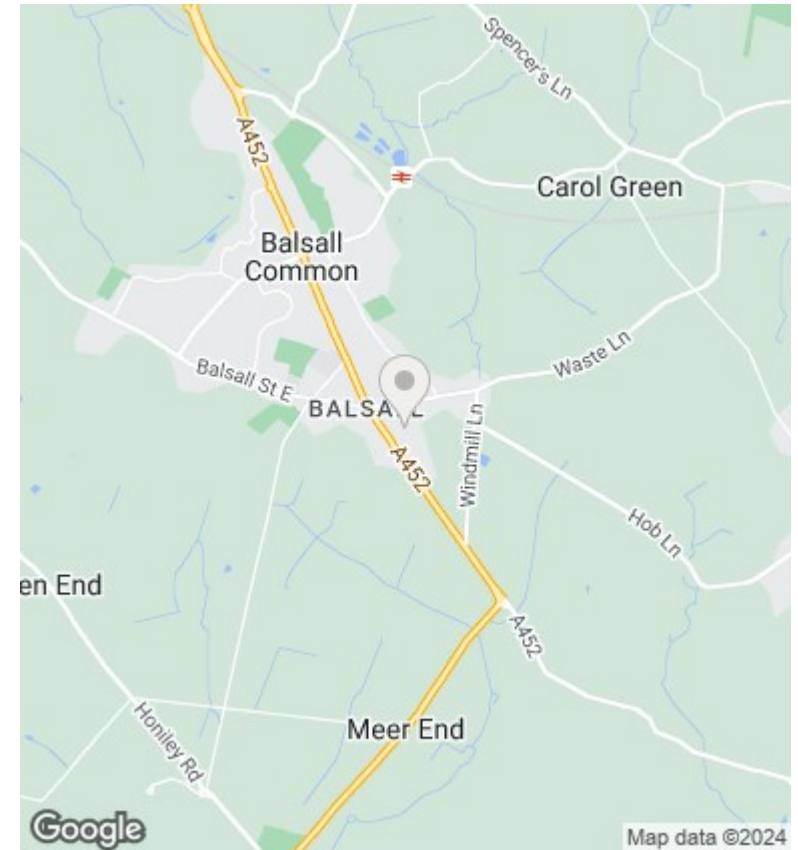 Spencer's Ln
A452
Carol Green
Balsall
Common
Waste Ln
Balsall St E
BALSALL
Windmill Ln
A452
Hob Ln
en End
A452
Meer End
Honiley Rd
Google
Map data ©2024